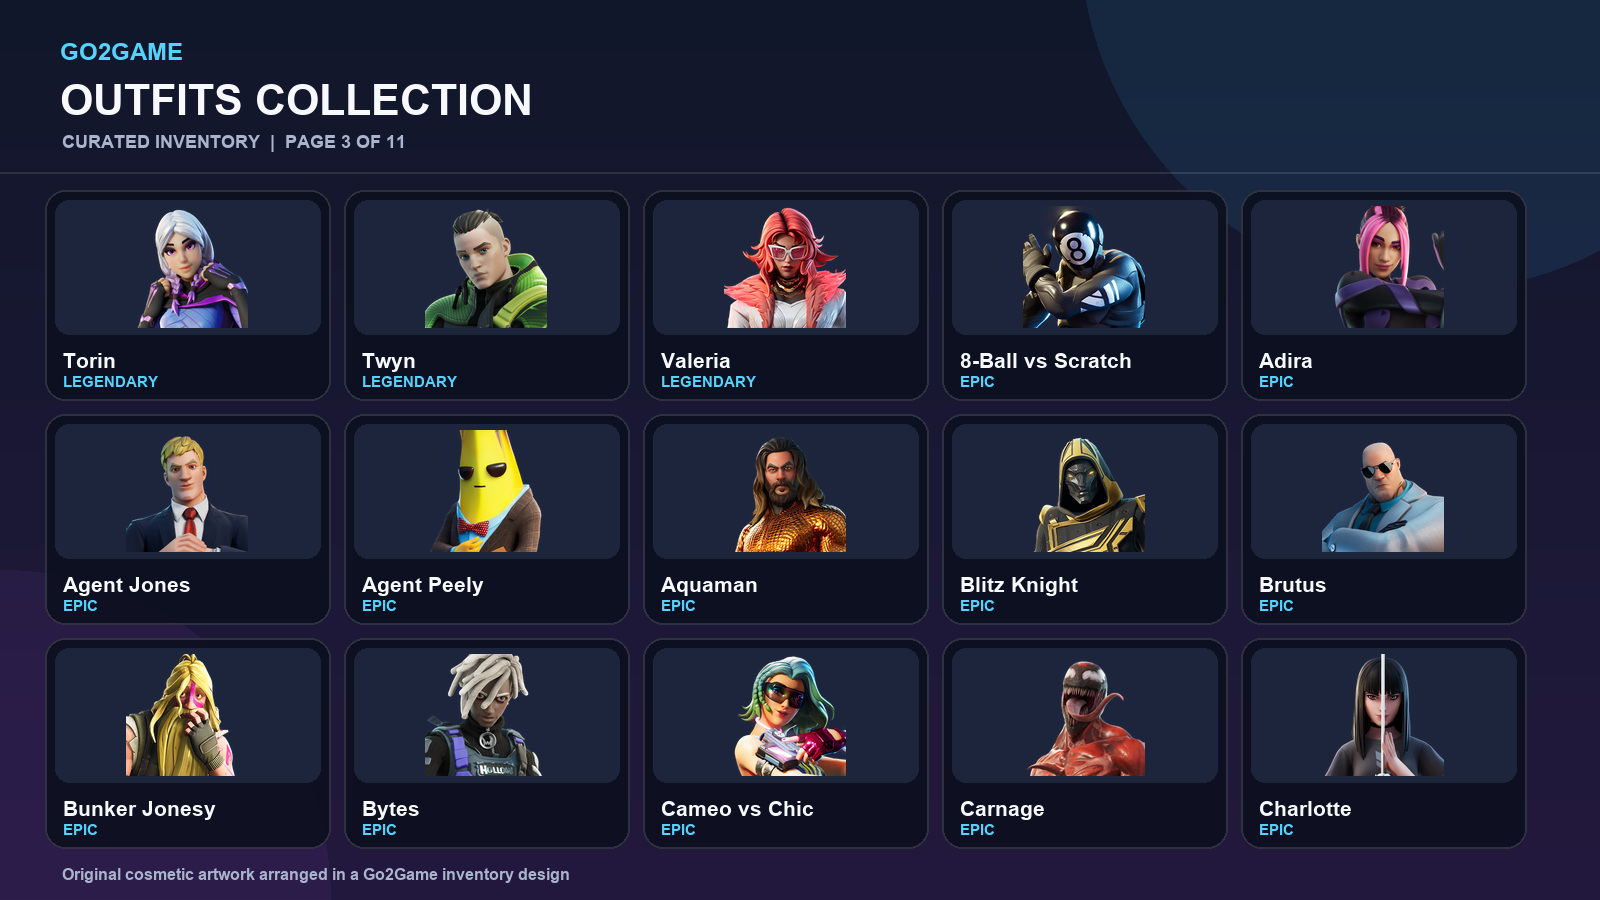 GO2GAME
OUTFITS COLLECTION
CURATED INVENTORY | PAGE 3 OF 11
Torin
LEGENDARY
Twyn
LEGENDARY
Valeria
LEGENDARY
8-Ball vs Scratch
EPIC
Adira
EPIC
Agent Jones
EPIC
Agent Peely
EPIC
Aquaman
EPIC
Blitz Knight
EPIC
Brutus
EPIC
Bunker Jonesy
EPIC
Bytes
EPIC
Cameo vs Chic
EPIC
Carnage
EPIC
Charlotte
EPIC
Original cosmetic artwork arranged in a Go2Game inventory design